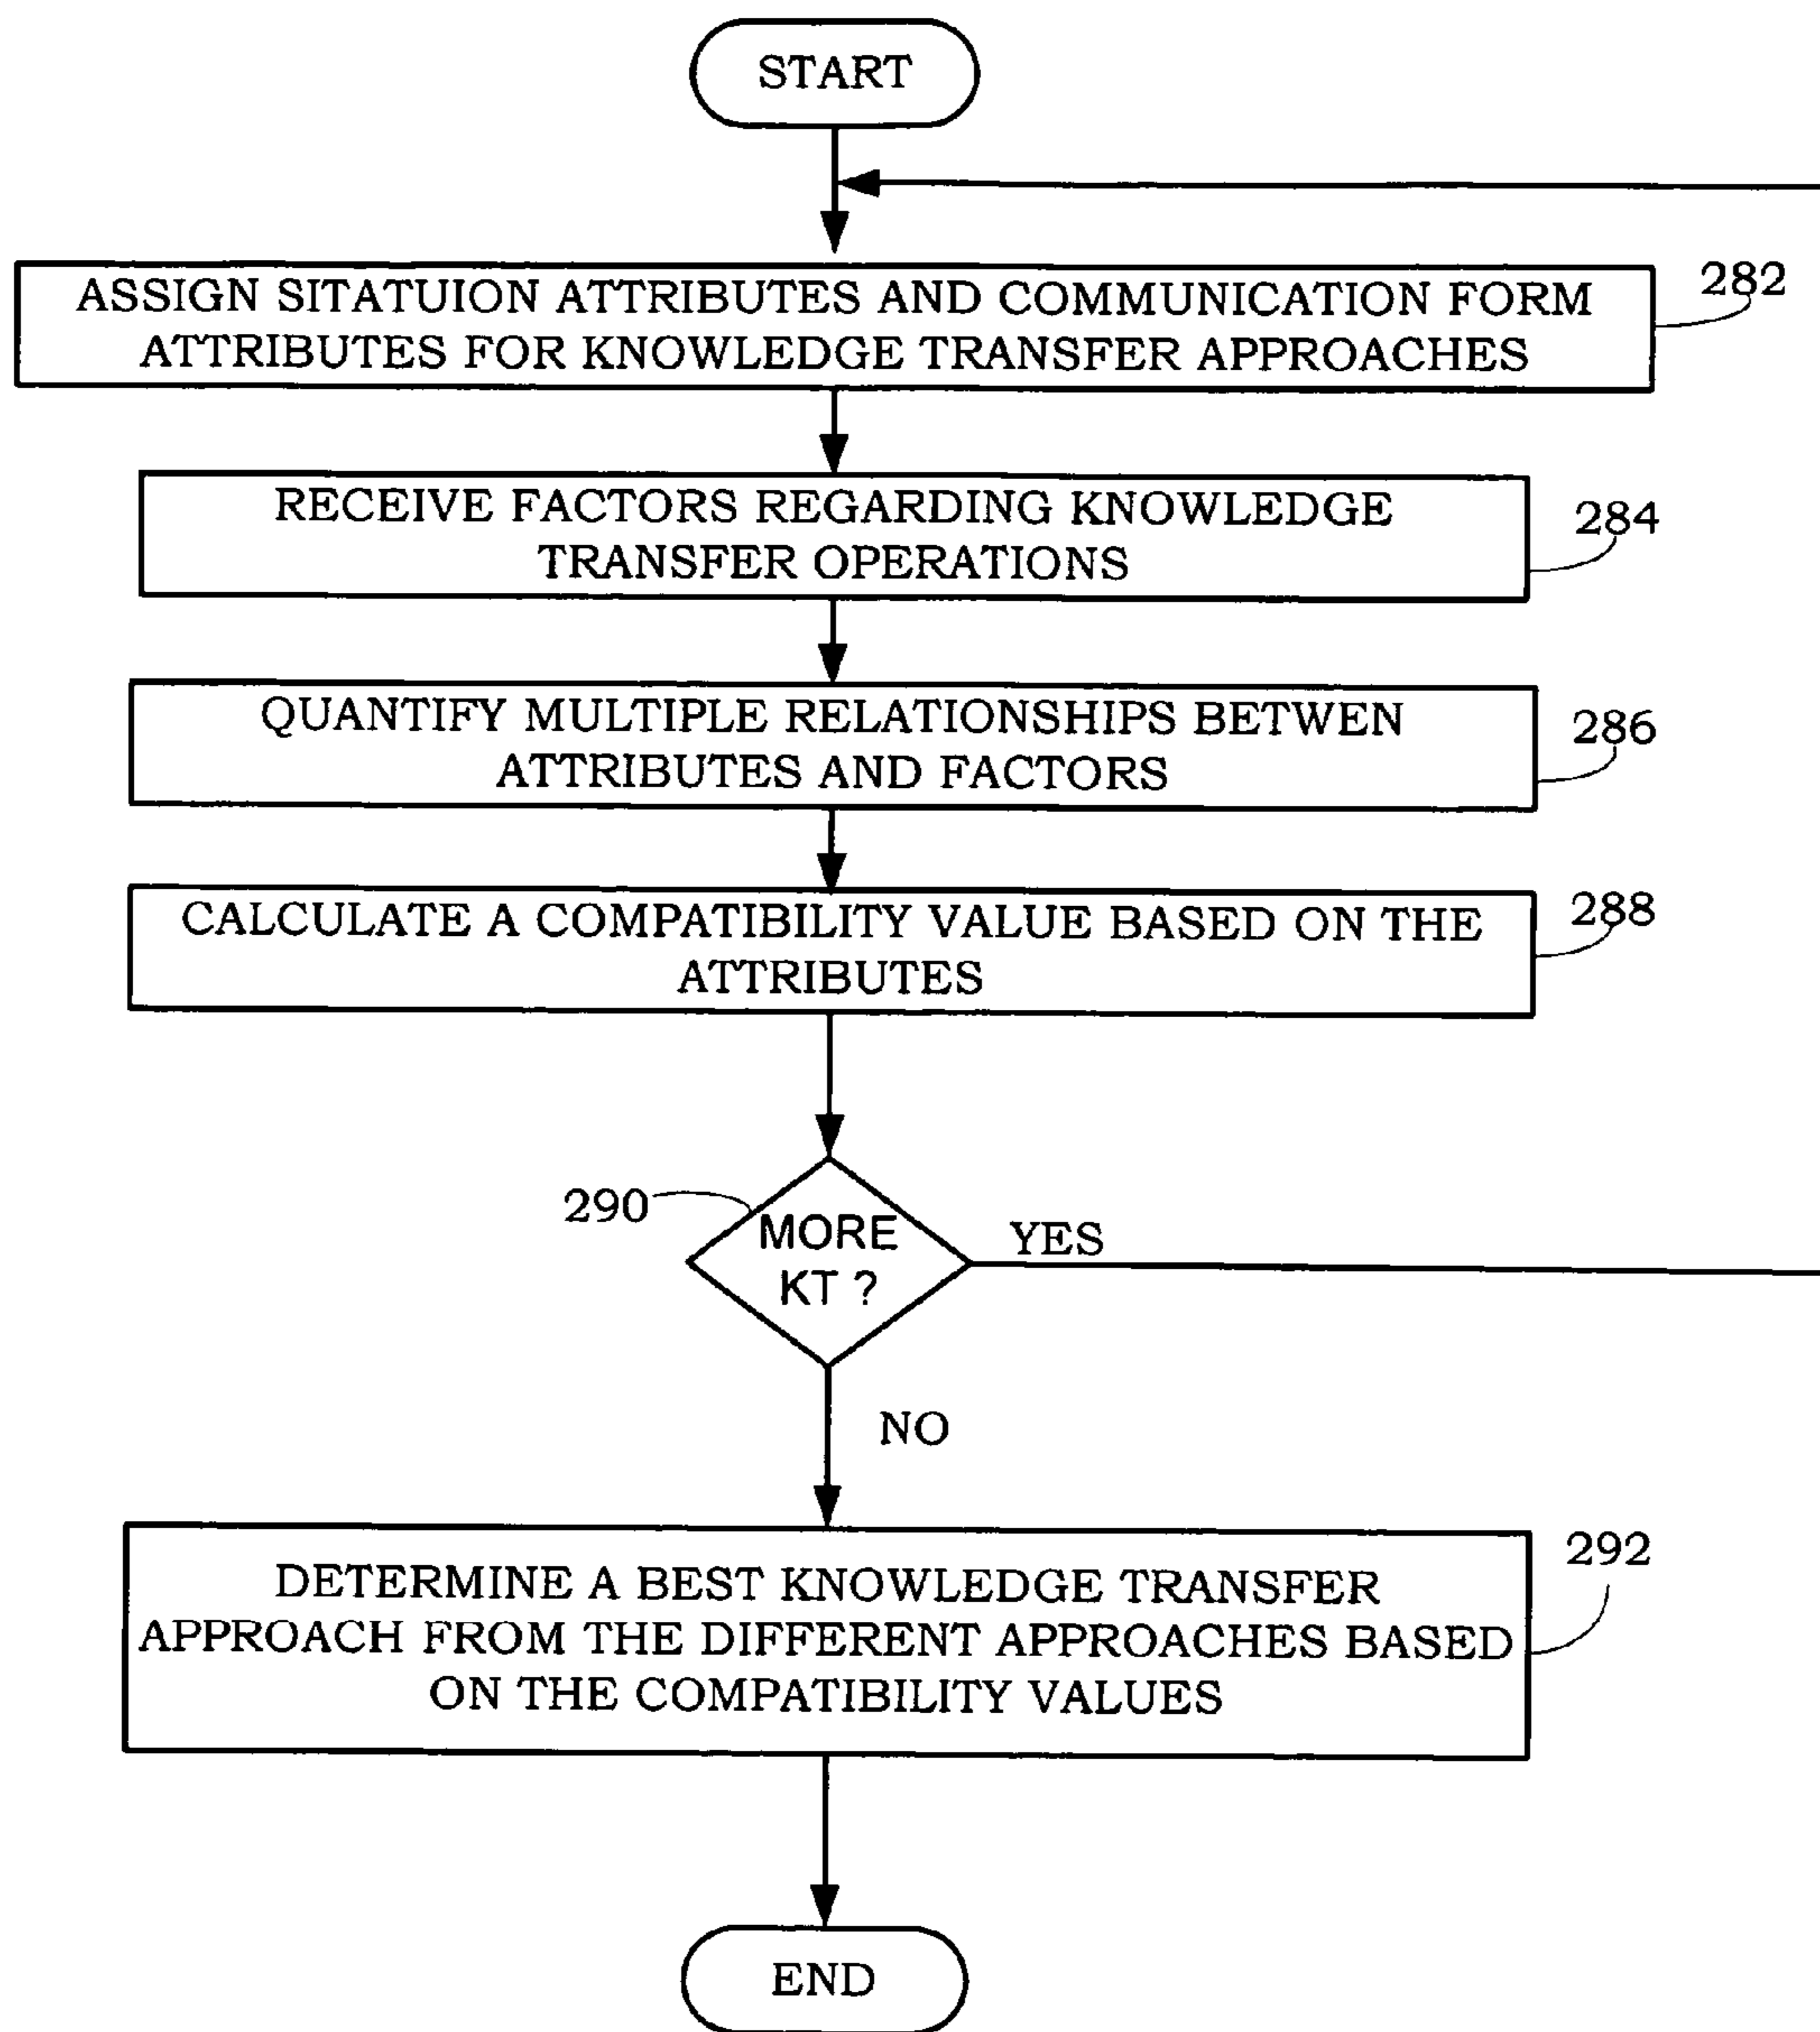 START
ASSIGN SITATUION ATTRIBUTES AND COMMUNICATION FORM
ATTRIBUTES FOR KNOWLEDGE TRANSFER APPROACHES
282
RECEIVE FACTORS REGARDING KNOWLEDGE
TRANSFER OPERATIONS
284
QUANTIFY MULTIPLE RELATIONSHIPS BETWEN
ATTRIBUTES AND FACTORS
286
CALCULATE A COMPATIBILITY VALUE BASED ON THE
ATTRIBUTES
288
290
MORE
KT ?
YES
NO
DETERMINE A BEST KNOWLEDGE TRANSFER
APPROACH FROM THE DIFFERENT APPROACHES BASED
ON THE COMPATIBILITY VALUES
292
END